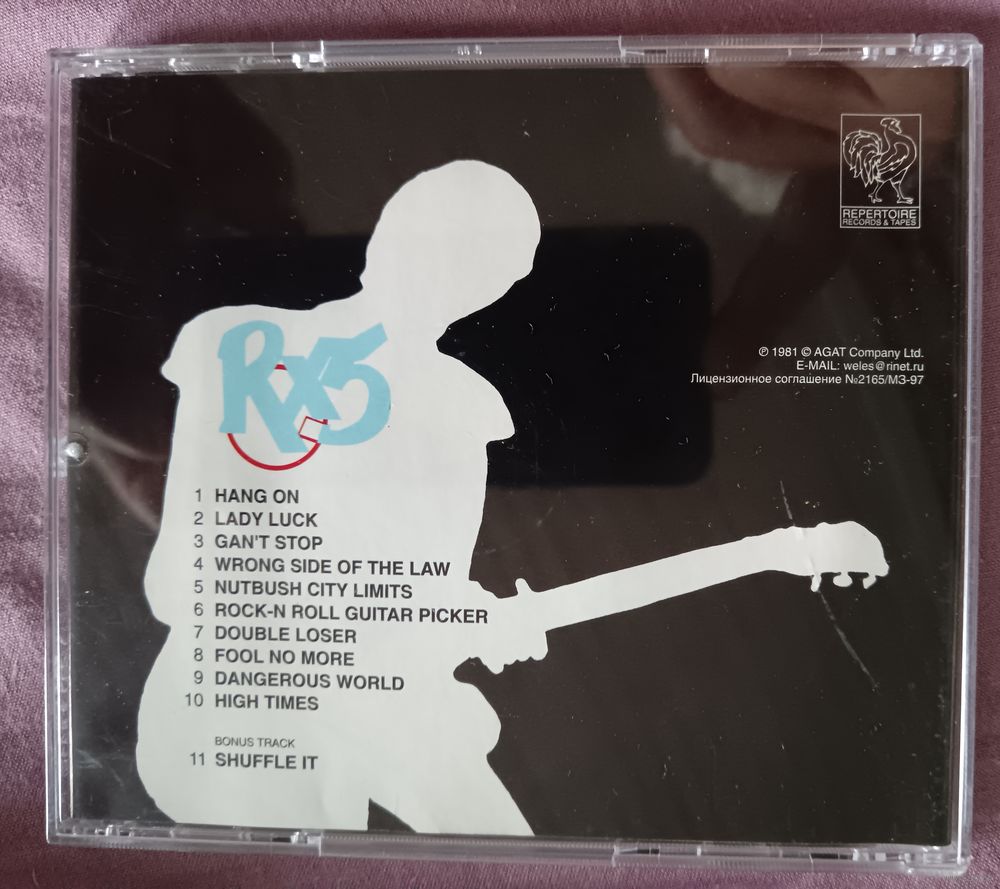 REPERTOIRE
RECORDS & TAPES
℗ 1981 © AGAT Company Ltd.
E-MAIL: weles@rinet.ru
Лицензионное соглашение №2165/МЗ-97
Rx5
1 HANG ON
2 LADY LUCK
3 GAN'T STOP
4 WRONG SIDE OF THE LAW
5 NUTBUSH CITY LIMITS
6 ROCK-N ROLL GUITAR PICKER
7 DOUBLE LOSER
8 FOOL NO MORE
9 DANGEROUS WORLD
10 HIGH TIMES
BONUS TRACK
11 SHUFFLE IT